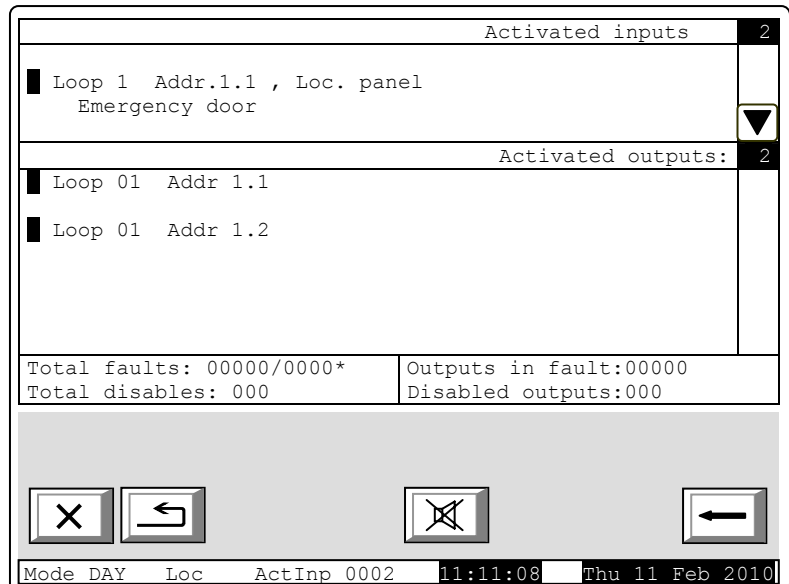 Activated inputs 2
Loop 1 Addr.1.1 , Loc. panel
Emergency door
Activated outputs: 2
Loop 01 Addr 1.1
Loop 01 Addr 1.2
Total faults: 00000/0000* Outputs in fault:00000
Total disables: 000 Disabled outputs:000
Mode DAY Loc ActInp 0002 11:11:08 Thu 11 Feb 2010